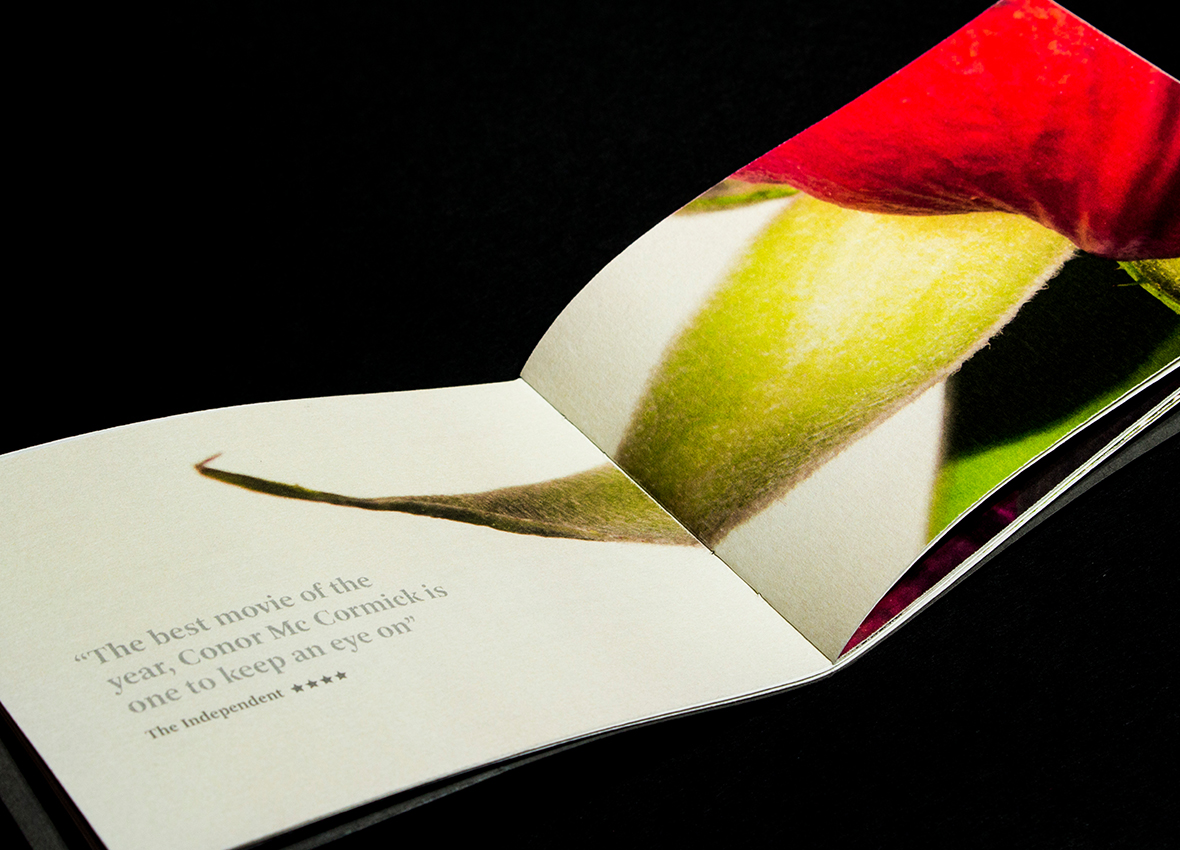 “The best movie of the
year, Conor Mc Cormick is
one to keep an eye on”
The Independent ★★★★